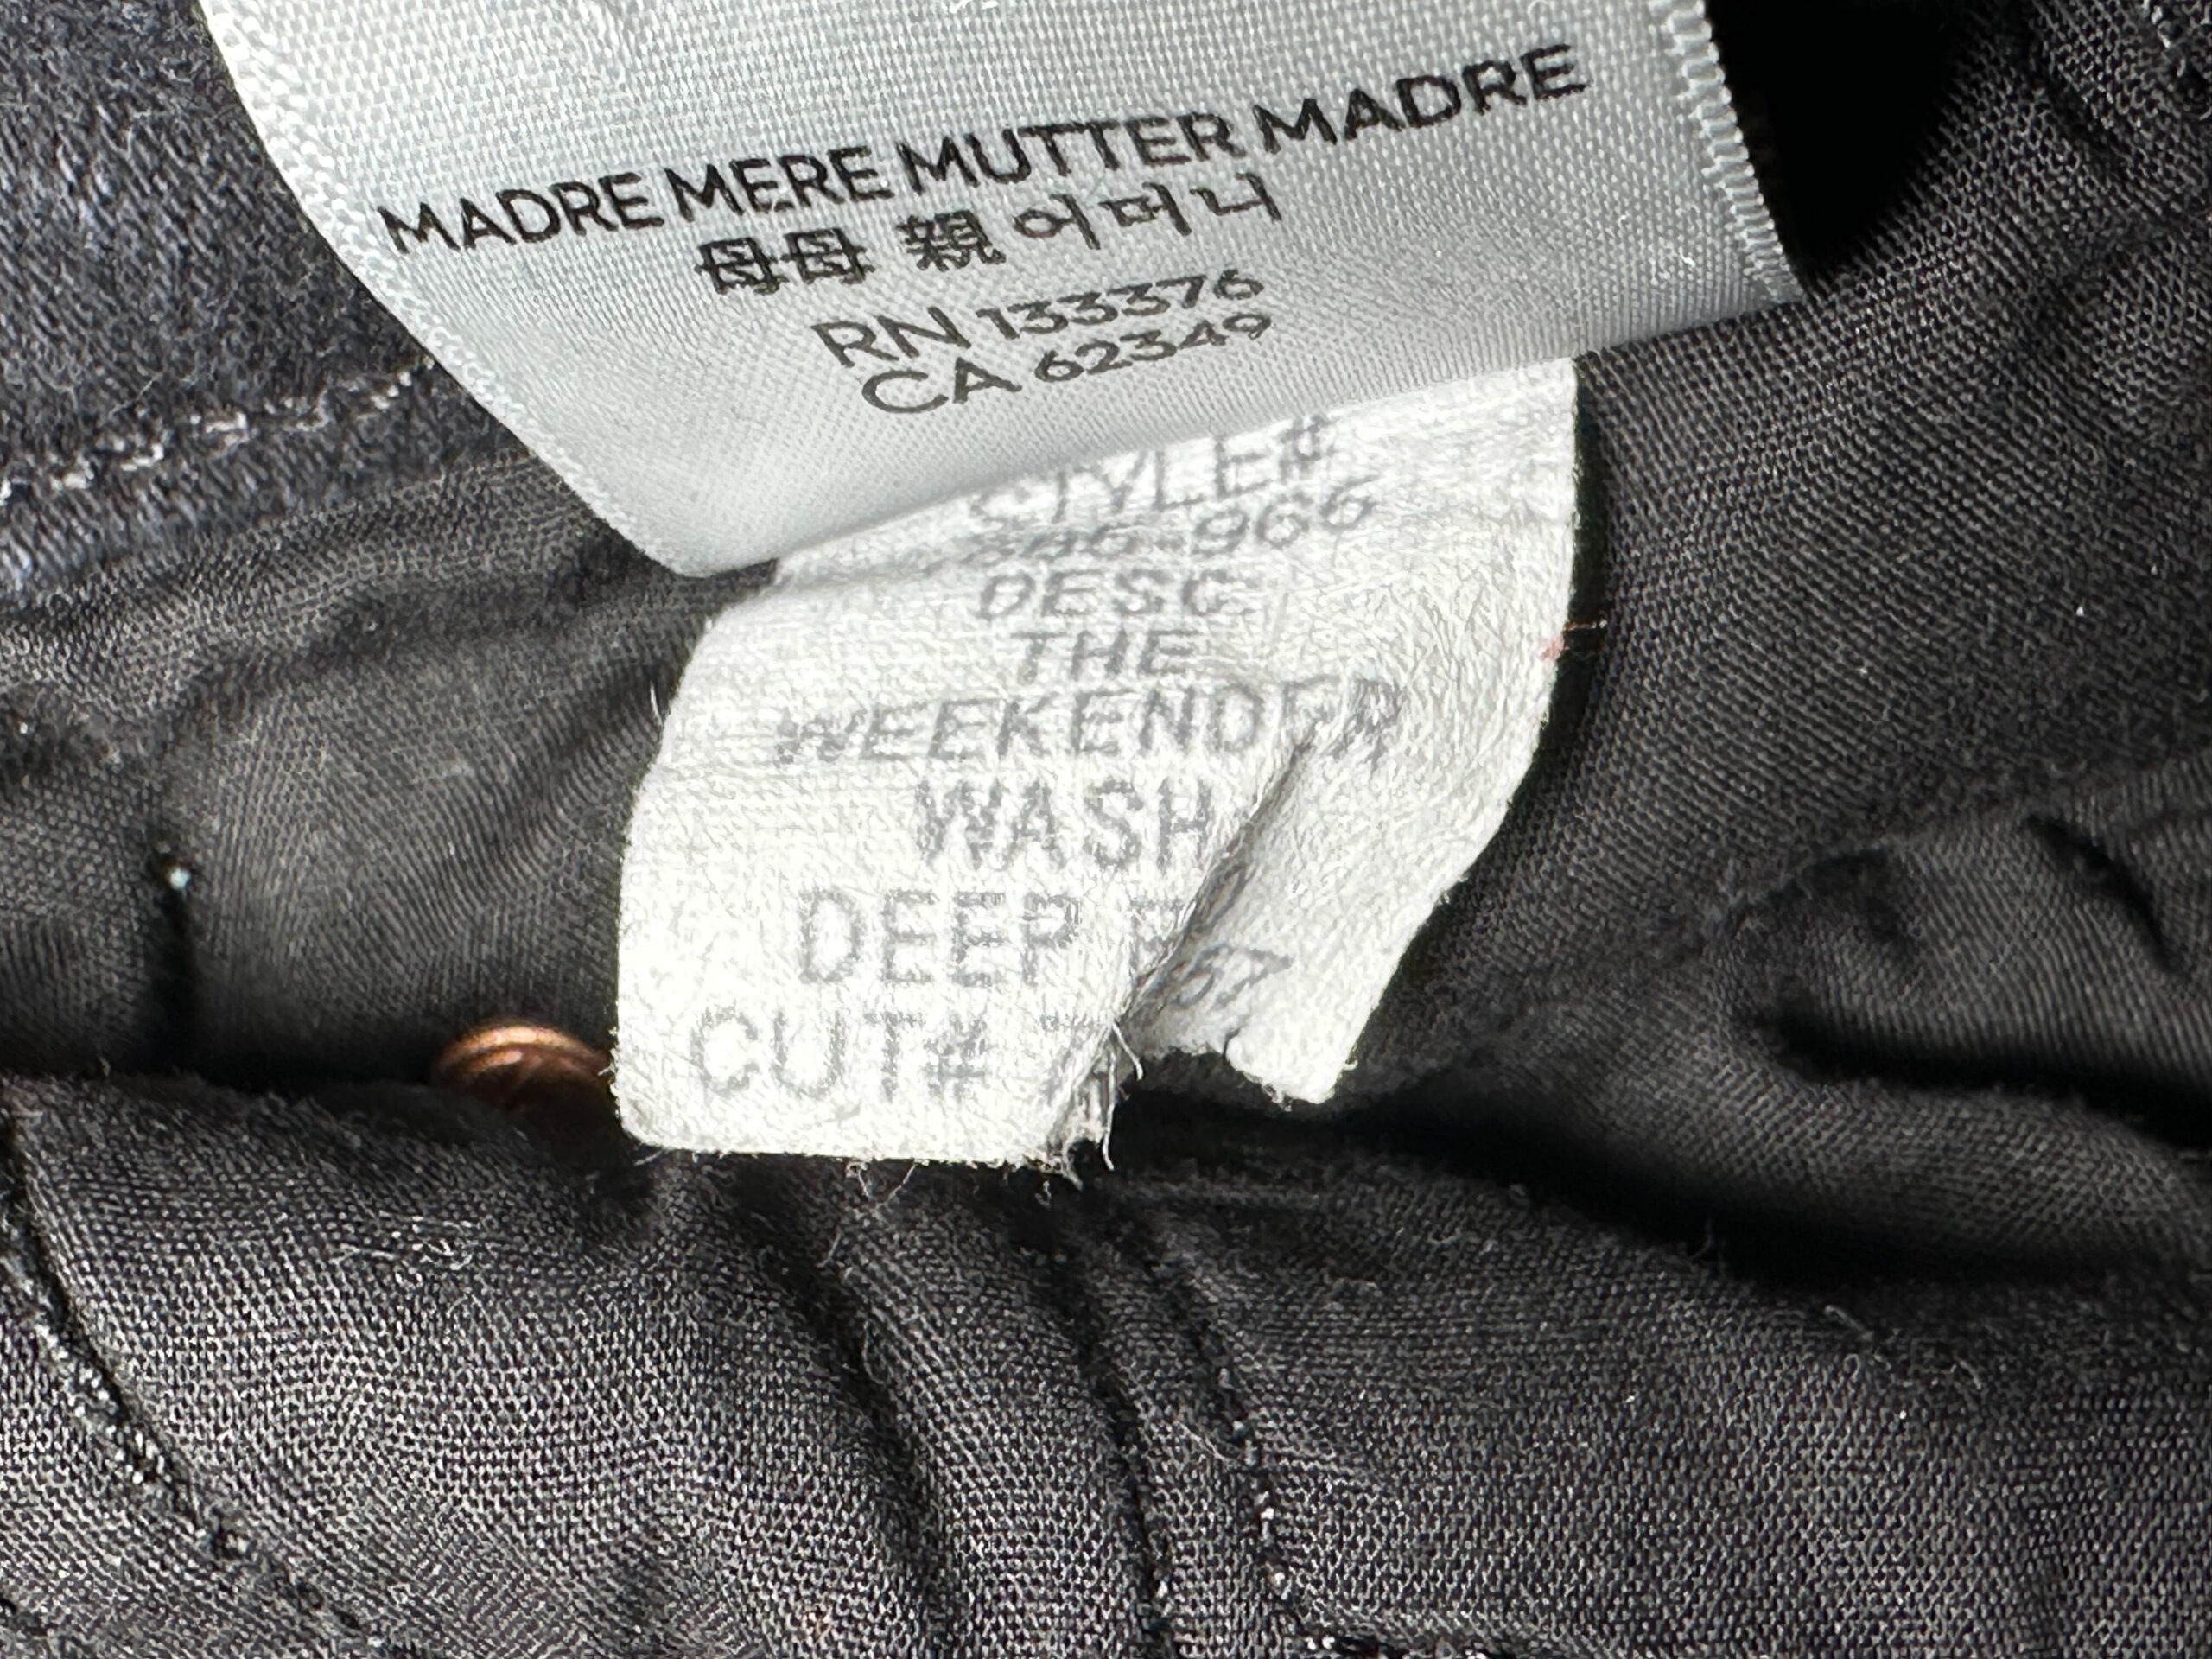 MADRE MERE MUTTER MADRE
母母親 어머니
RN 133376
CA 62349
STYLE#
DESC:
THE
WEEKENDER
WASH
DEEP
CUT#